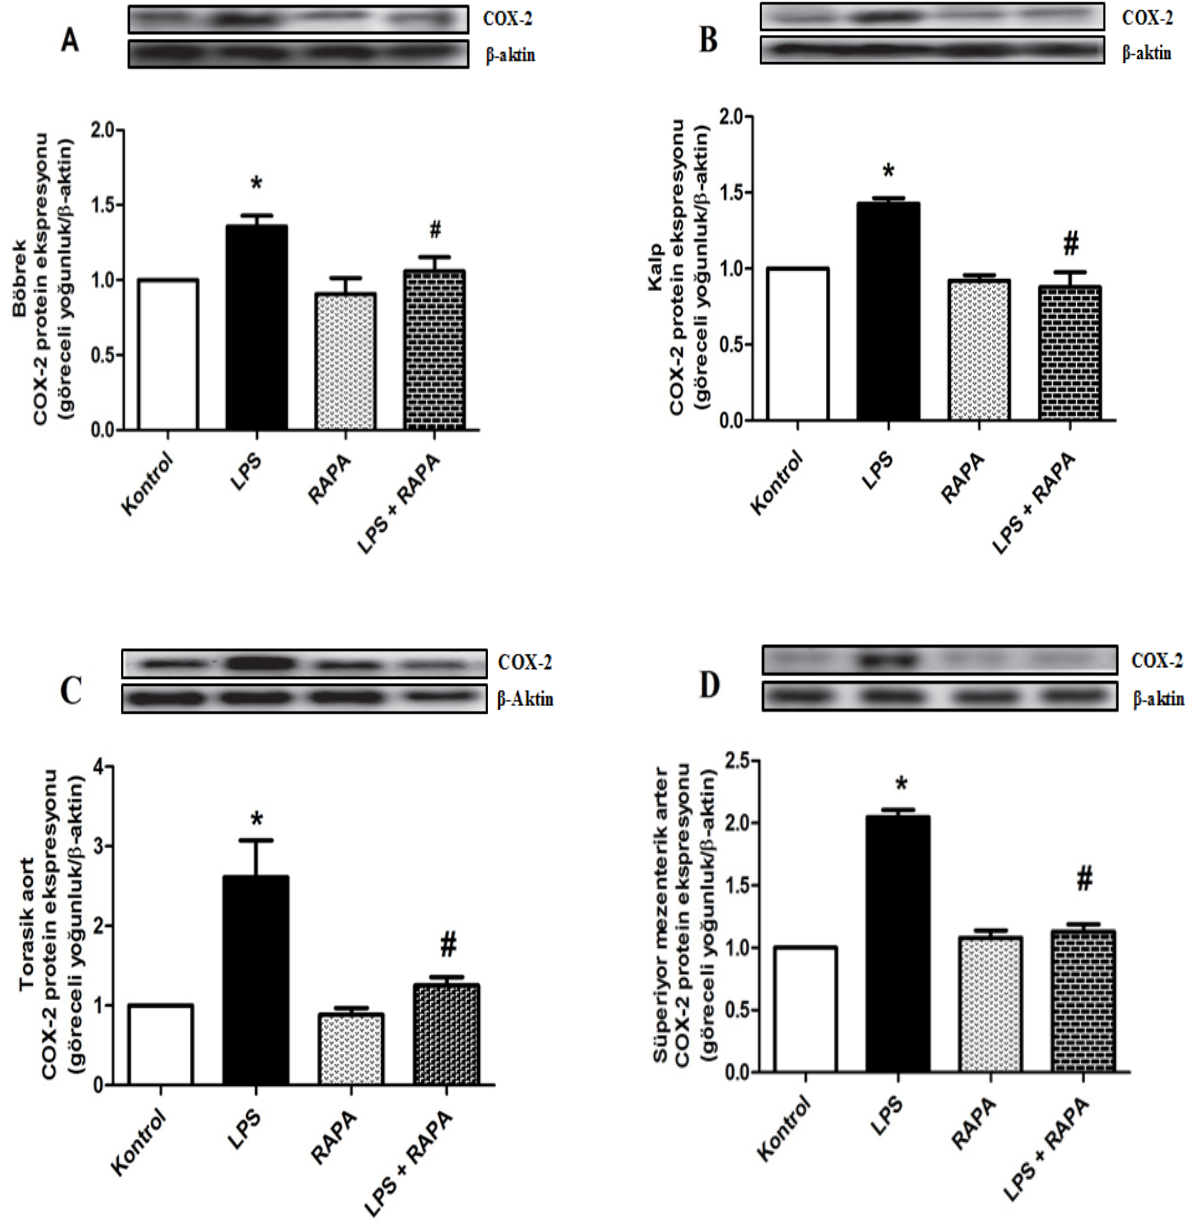 A
COX-2
β-aktin
Böbrek
COX-2 protein ekspresyonu
(göreceli yoğunluk/β-aktin)
2.0
1.5
1.0
0.5
0.0
*
#
Kontrol
LPS
RAPA
LPS + RAPA
B
COX-2
β-aktin
Kalp
COX-2 protein ekspresyonu
(göreceli yoğunluk/β-aktin)
2.0
1.5
1.0
0.5
0.0
*
#
Kontrol
LPS
RAPA
LPS + RAPA
C
COX-2
β-Aktin
Torasik aort
COX-2 protein ekspresyonu
(göreceli yoğunluk/β-aktin)
4
3
2
1
0
*
#
Kontrol
LPS
RAPA
LPS + RAPA
D
COX-2
β-aktin
Süperiyor mezenterik arter
COX-2 protein ekspresyonu
(göreceli yoğunluk/β-aktin)
2.5
2.0
1.5
1.0
0.5
0.0
*
#
Kontrol
LPS
RAPA
LPS + RAPA